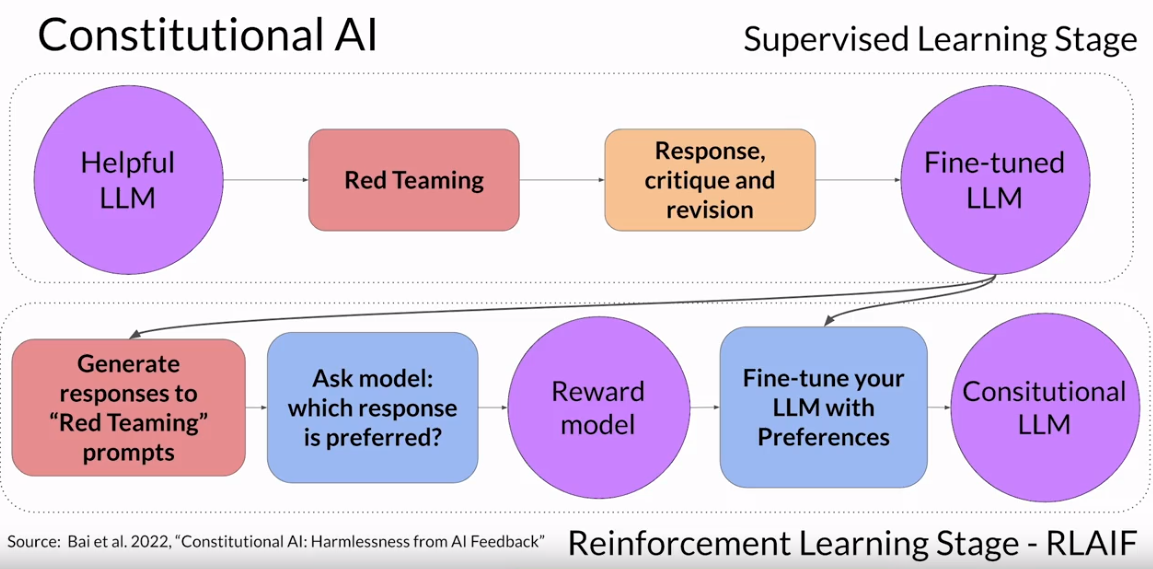 Constitutional AI
Supervised Learning Stage
Helpful
LLM
Red Teaming
Response,
critique and
revision
Fine-tuned
LLM
Generate
responses to
“Red Teaming”
prompts
Ask model:
which response
is preferred?
Reward
model
Fine-tune your
LLM with
Preferences
Consitutional
LLM
Source: Bai et al. 2022, “Constitutional AI: Harmlessness from AI Feedback”
Reinforcement Learning Stage - RLAIF